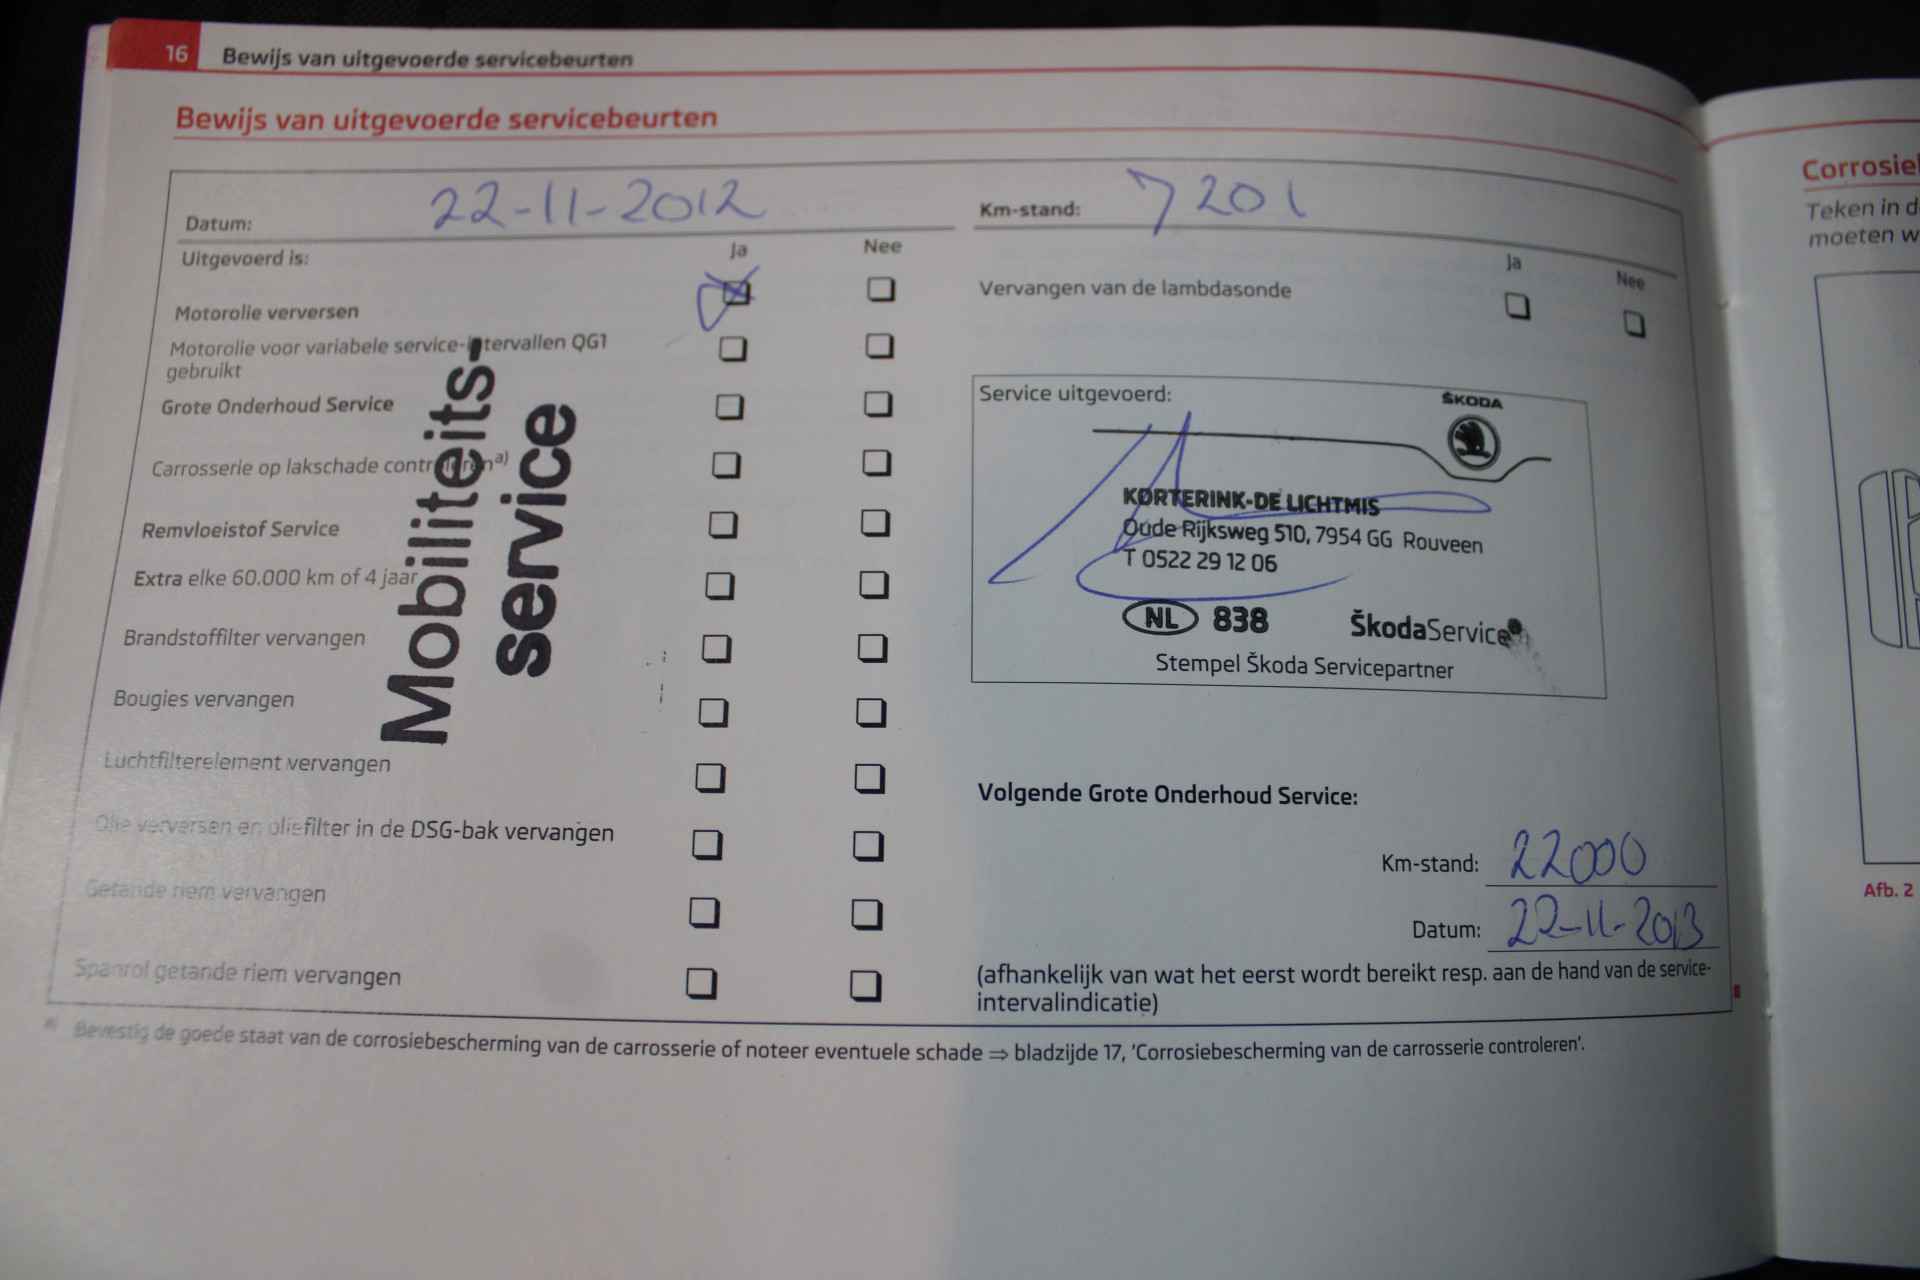 16 Bewijs van uitgevoerde servicebeurten
Bewijs van uitgevoerde servicebeurten
Datum: 22-11-2012
Uitgevoerd is: Ja Nee
Motorolie verversen
Motorolie voor variabele service-intervallen QG1
gebruikt
Grote Onderhoud Service
Carrosserie op lakschade controlerenᵃ⁾
Remvloeistof Service
Extra elke 60.000 km of 4 jaar
Brandstoffilter vervangen
Bougies vervangen
Luchtfilterelement vervangen
Olie verversen en oliefilter in de DSG-bak vervangen
Getande riem vervangen
Spanrol getande riem vervangen
Mobiliteits-
service
Km-stand: 7201
Ja Nee
Vervangen van de lambdasonde
Service uitgevoerd:
ŠKODA
KORTERINK-DE LICHTMIS
Oude Rijksweg 510, 7954 GG Rouveen
T 0522 29 12 06
NL 838 ŠkodaService
Stempel Škoda Servicepartner
Volgende Grote Onderhoud Service:
Km-stand: 22000
Datum: 22-11-2013
(afhankelijk van wat het eerst wordt bereikt resp. aan de hand van de service-
intervalindicatie)
ᵃ⁾ Bevestig de goede staat van de corrosiebescherming van de carrosserie of noteer eventuele schade ⇒ bladzijde 17, 'Corrosiebescherming van de carrosserie controleren'.
Corrosie
Teken in d
moeten w
Afb. 2